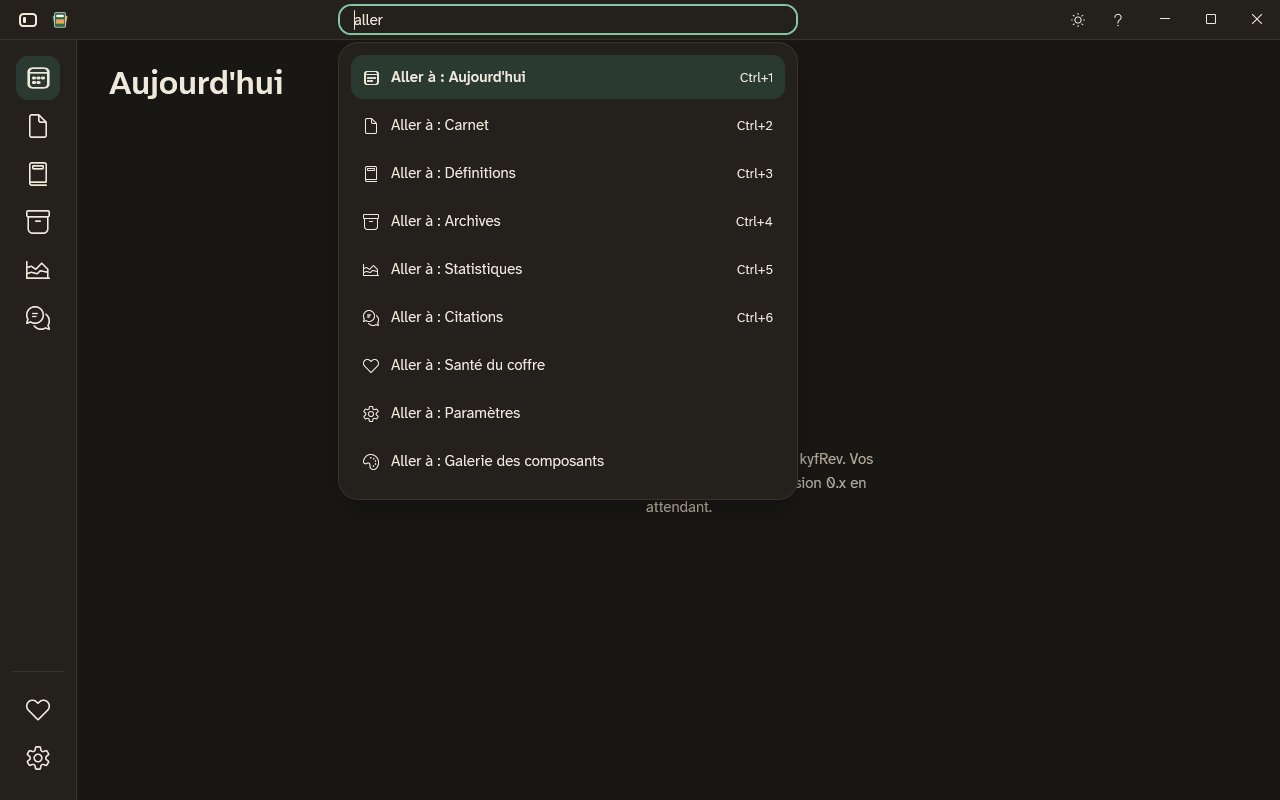 aller
?
Aujourd'hui
Aller à : Aujourd'hui Ctrl+1
Aller à : Carnet Ctrl+2
Aller à : Définitions Ctrl+3
Aller à : Archives Ctrl+4
Aller à : Statistiques Ctrl+5
Aller à : Citations Ctrl+6
Aller à : Santé du coffre
Aller à : Paramètres
Aller à : Galerie des composants
kyfRev. Vos
0.x en
attendant.